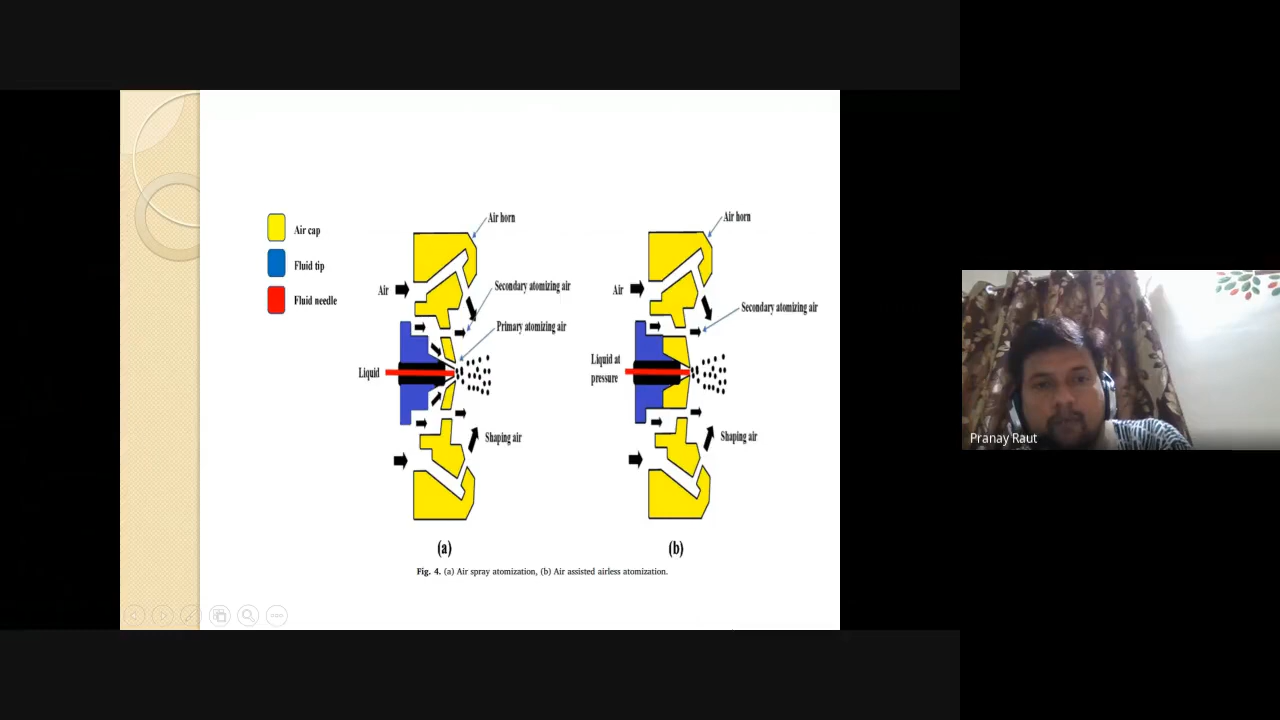 Air cap
Fluid tip
Fluid needle
Air horn
Air
Secondary atomizing air
Primary atomizing air
Liquid
Shaping air
(a)
Air horn
Air
Secondary atomizing air
Liquid at
pressure
Shaping air
(b)
Fig. 4. (a) Air spray atomization, (b) Air assisted airless atomization.
Pranay Raut